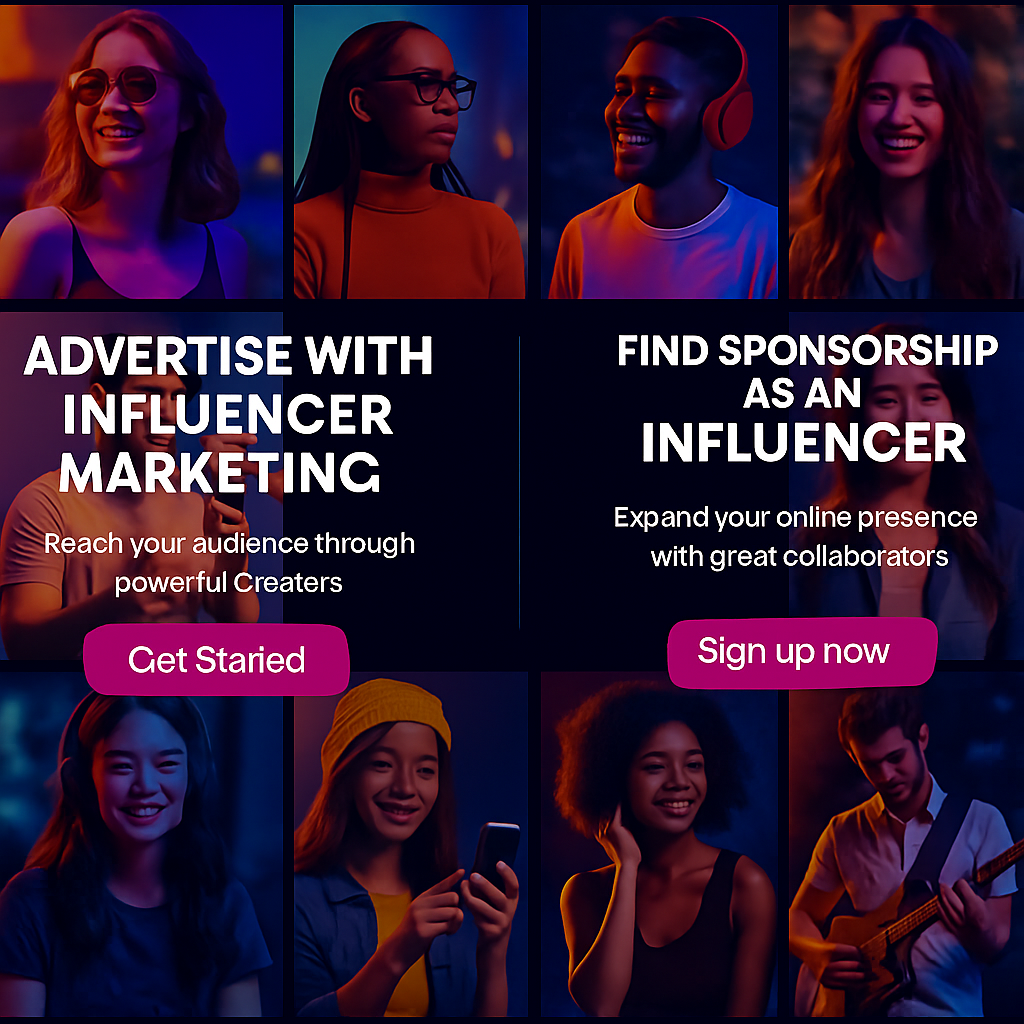 ADVERTISE WITH
INFLUENCER
MARKETING
Reach your audience through
powerful Creaters
Get Staried
FIND SPONSORSHIP
AS AN
INFLUENCER
Expand your online presence
with great collaborators
Sign up now